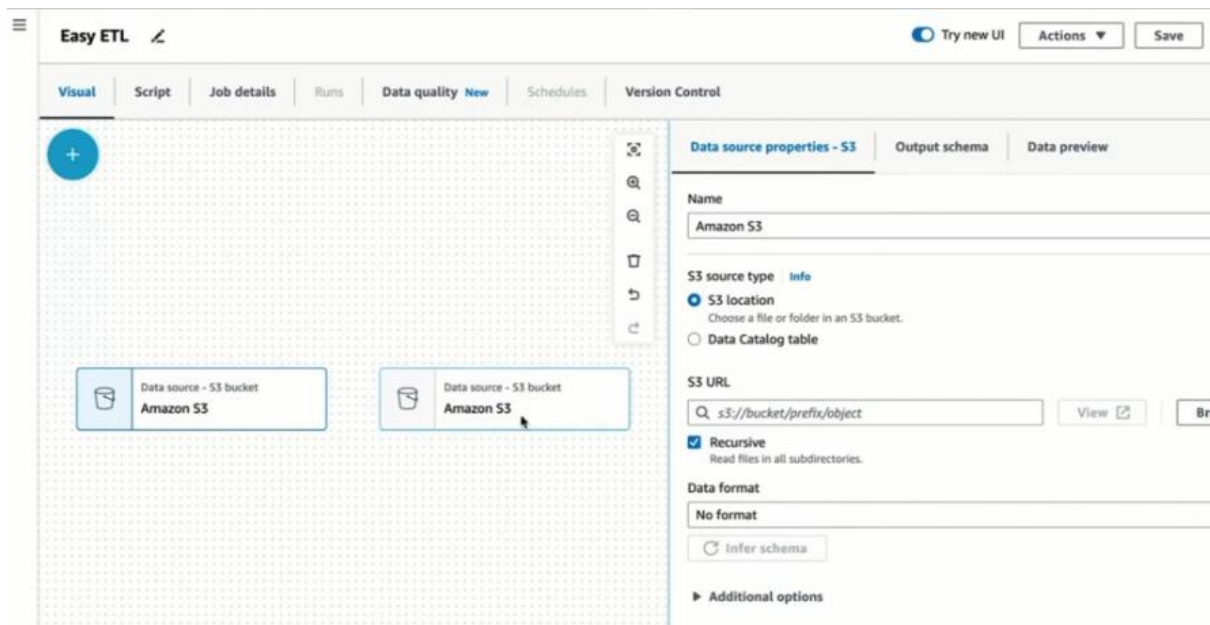 Easy ETL
Try new UI
Actions
Save
Visual
Script
Job details
Runs
Data quality New
Schedules
Version Control
Data source - S3 bucket
Amazon S3
Data source - S3 bucket
Amazon S3
Data source properties - S3
Output schema
Data preview
Name
Amazon S3
S3 source type Info
S3 location
Choose a file or folder in an S3 bucket.
Data Catalog table
S3 URL
s3://bucket/prefix/object
View
Br
Recursive
Read files in all subdirectories.
Data format
No format
Infer schema
Additional options